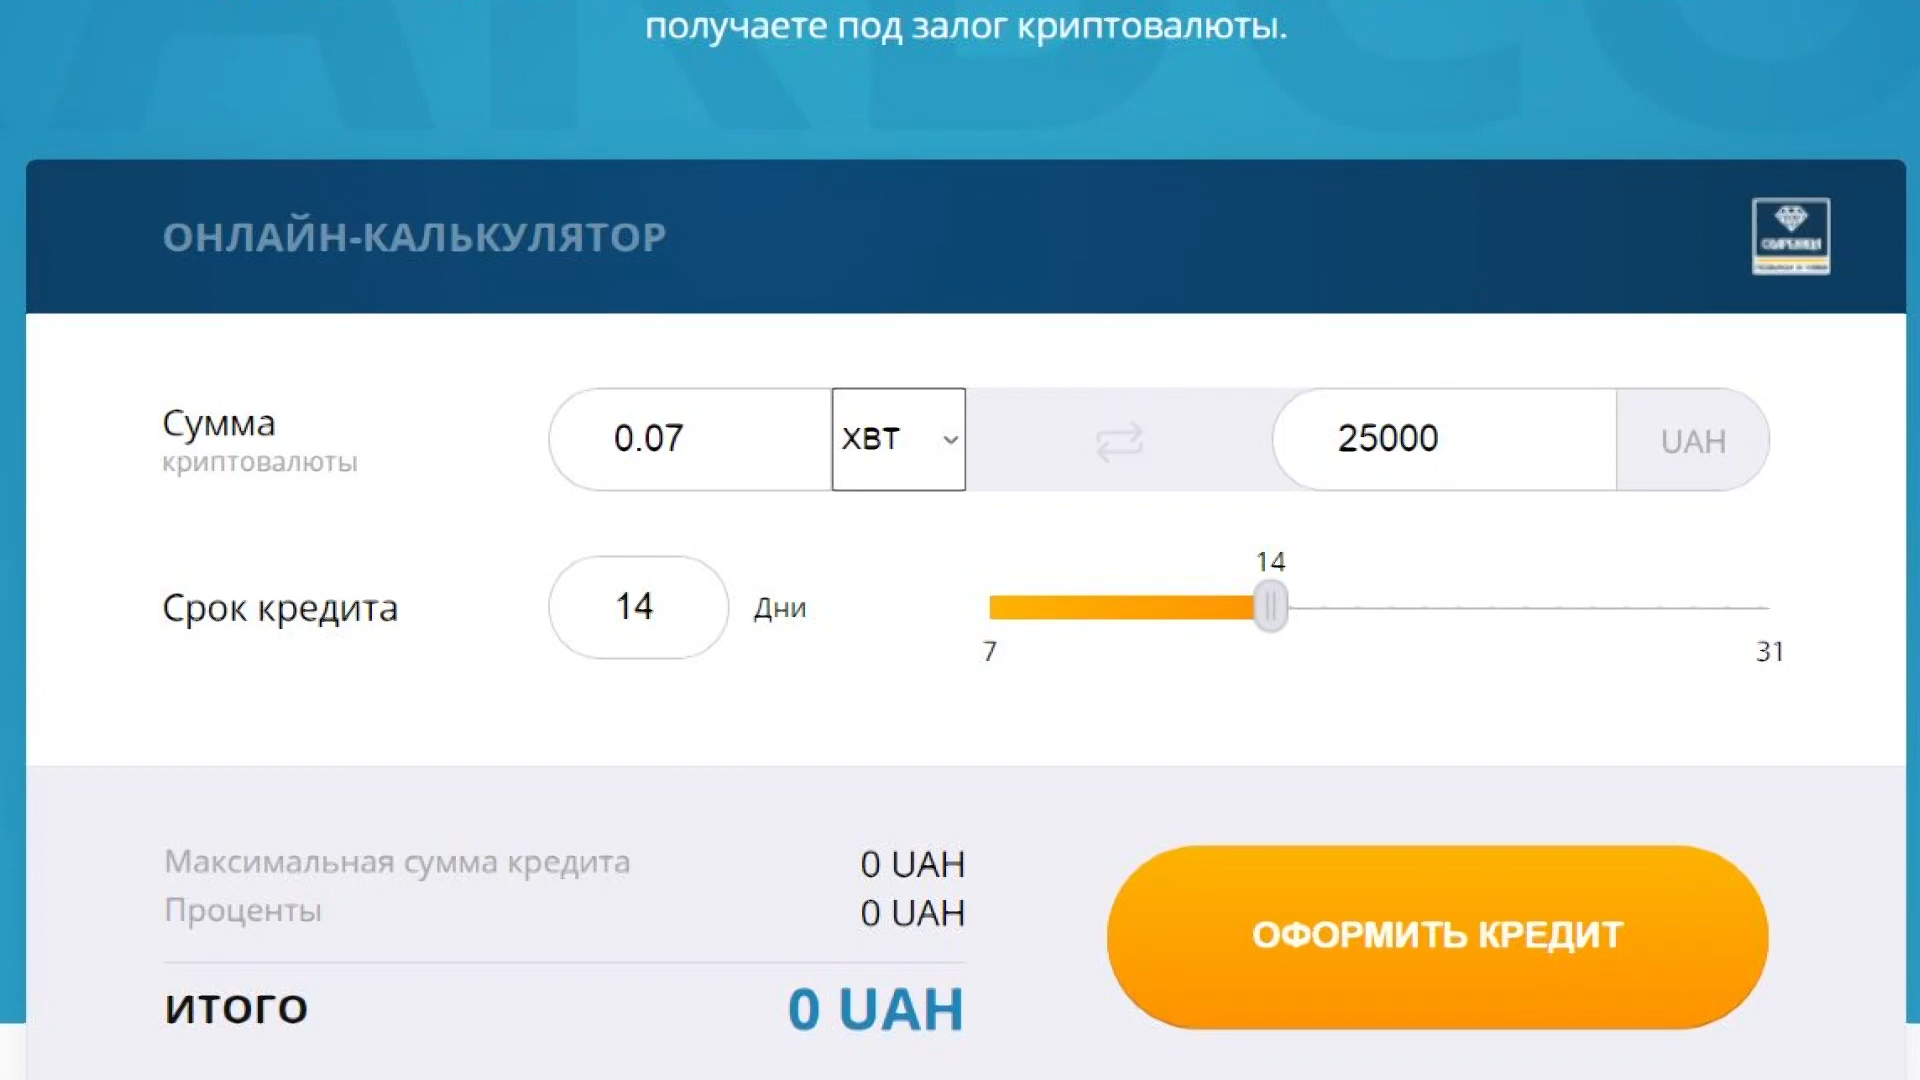 получаете под залог криптовалюты.
ОНЛАЙН-КАЛЬКУЛЯТОР
Сумма
криптовалюты
0.07
XBT
25000
UAH
14
Срок кредита
14
Дни
7
31
Максимальная сумма кредита
0 UAH
Проценты
0 UAH
ИТОГО
0 UAH
ОФОРМИТЬ КРЕДИТ